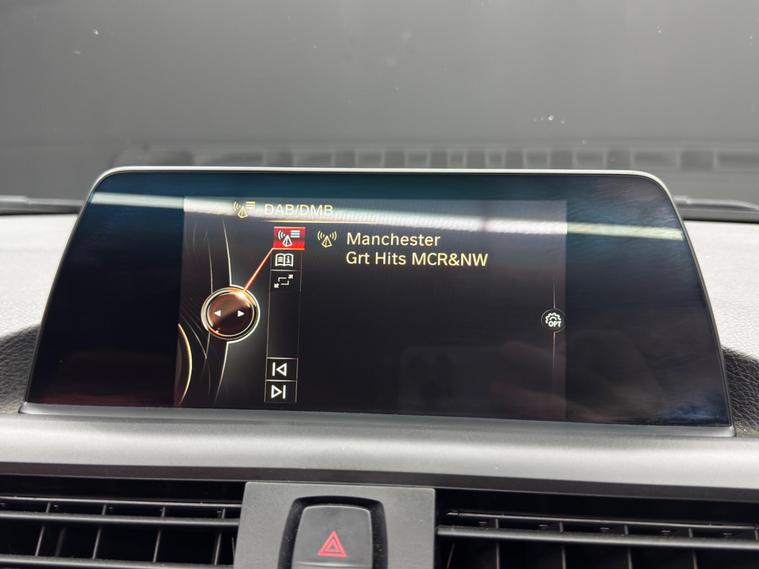 DAB/DMB
Manchester
Grt Hits MCR&NW
OPT